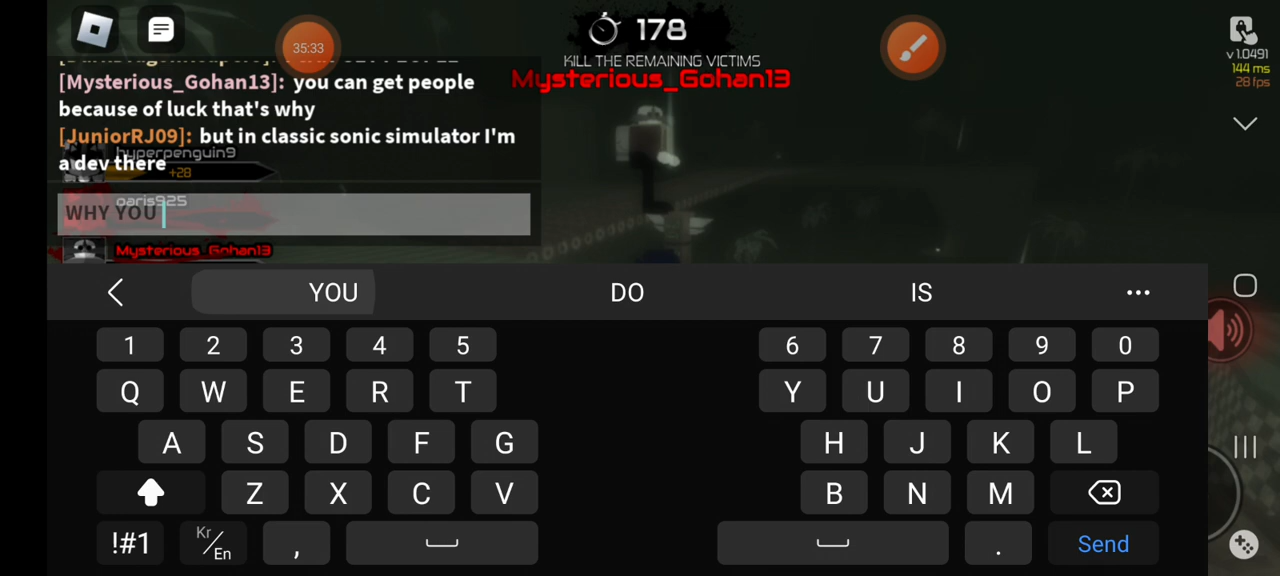 35:33
178
KILL THE REMAINING VICTIMS
Mysterious_Gohan13
v 1.0491
144 ms
28 fps
[Mysterious_Gohan13]: you can get people
because of luck that's why
[JuniorRJ09]: but in classic sonic simulator I'm
a dev there
hyperpenguin9
+28
oaris925
WHY YOU
Mysterious_Gohan13
YOU DO IS ...
1 2 3 4 5 6 7 8 9 0
Q W E R T Y U I O P
A S D F G H J K L
Z X C V B N M
!#1 Kr/En , . Send